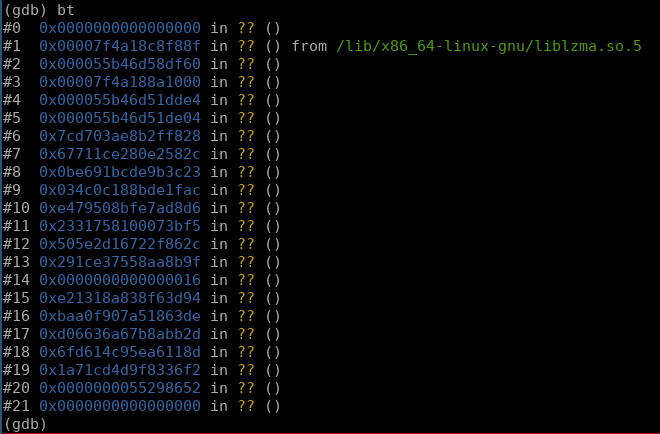 (gdb) bt
#0  0x0000000000000000 in ?? ()
#1  0x00007f4a18c8f88f in ?? () from /lib/x86_64-linux-gnu/liblzma.so.5
#2  0x000055b46d58df60 in ?? ()
#3  0x00007f4a188a1000 in ?? ()
#4  0x000055b46d51dde4 in ?? ()
#5  0x000055b46d51de04 in ?? ()
#6  0x7cd703ae8b2ff828 in ?? ()
#7  0x67711ce280e2582c in ?? ()
#8  0x0be691bcde9b3c23 in ?? ()
#9  0x034c0c188bde1fac in ?? ()
#10 0xe479508bfe7ad8d6 in ?? ()
#11 0x2331758100073bf5 in ?? ()
#12 0x505e2d16722f862c in ?? ()
#13 0x291ce37558aa8b9f in ?? ()
#14 0x0000000000000016 in ?? ()
#15 0xe21318a838f63d94 in ?? ()
#16 0xbaa0f907a51863de in ?? ()
#17 0xd06636a67b8abb2d in ?? ()
#18 0x6fd614c95ea6118d in ?? ()
#19 0x1a71cd4d9f8336f2 in ?? ()
#20 0x0000000055298652 in ?? ()
#21 0x0000000000000000 in ?? ()
(gdb)